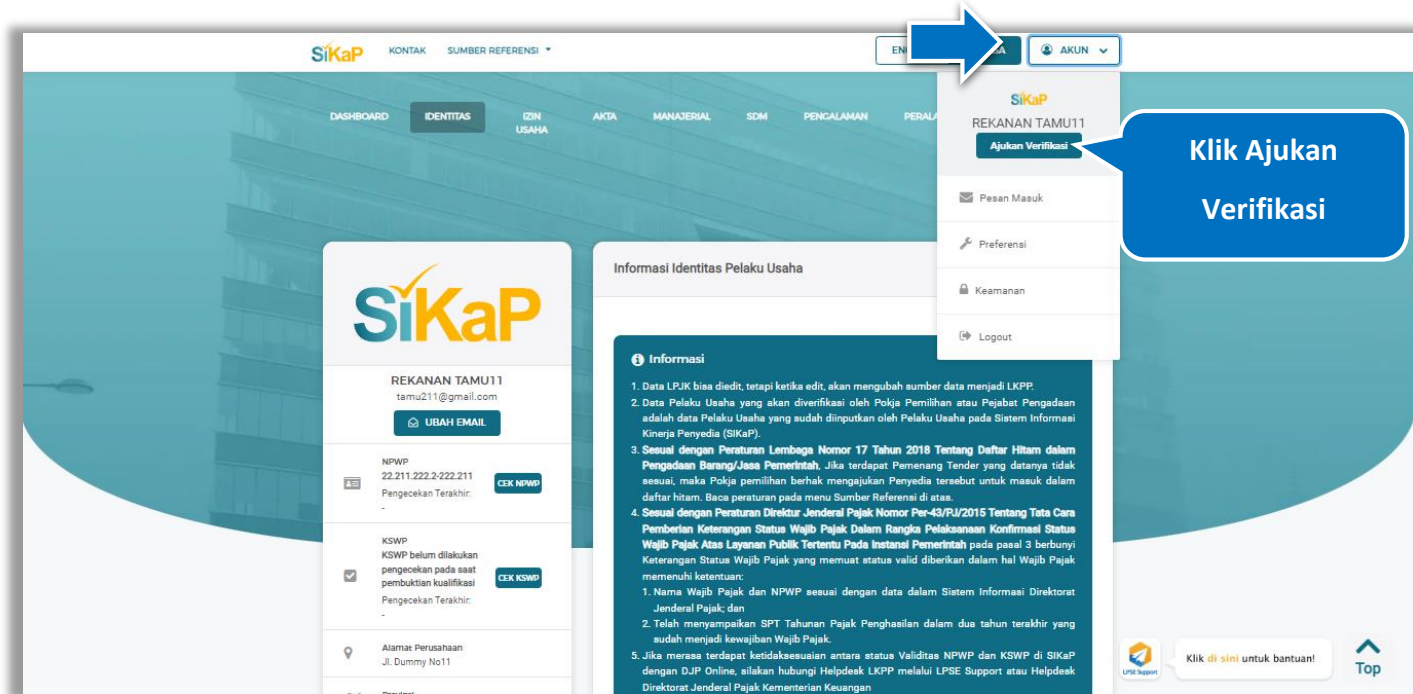 SiKaP
KONTAK
SUMBER REFERENSI
AKUN
DASHBOARD
IDENTITAS
IZIN
USAHA
AKTA
MANAJERIAL
SDM
PENGALAMAN
SiKaP
REKANAN TAMU11
Ajukan Verifikasi
Pesan Masuk
Preferensi
Keamanan
Logout
Klik Ajukan
Verifikasi
SiKaP
REKANAN TAMU11
tamu211@gmail.com
UBAH EMAIL
NPWP
22.211.222.2-222.211
Pengecekan Terakhir:
-
CEK NPWP
KSWP
KSWP belum dilakukan
pengecekan pada saat
pembuktian kualifikasi
Pengecekan Terakhir:
-
CEK KSWP
Alamat Perusahaan
Jl. Dummy No11
Informasi Identitas Pelaku Usaha
Informasi
1. Data LPJK bisa diedit, tetapi ketika edit, akan mengubah sumber data menjadi LKPP.
2. Data Pelaku Usaha yang akan diverifikasi oleh Pokja Pemilihan atau Pejabat Pengadaan
adalah data Pelaku Usaha yang sudah diinputkan oleh Pelaku Usaha pada Sistem Informasi
Kinerja Penyedia (SIKaP).
3. Sesuai dengan Peraturan Lembaga Nomor 17 Tahun 2018 Tentang Daftar Hitam dalam
Pengadaan Barang/Jasa Pemerintah, Jika terdapat Pemenang Tender yang datanya tidak
sesuai, maka Pokja pemilihan berhak mengajukan Penyedia tersebut untuk masuk dalam
daftar hitam. Baca peraturan pada menu Sumber Referensi di atas.
4. Sesuai dengan Peraturan Direktur Jenderal Pajak Nomor Per-43/PJ/2015 Tentang Tata Cara
Pemberian Keterangan Status Wajib Pajak Dalam Rangka Pelaksanaan Konfirmasi Status
Wajib Pajak Atas Layanan Publik Tertentu Pada Instansi Pemerintah pada pasal 3 berbunyi
Keterangan Status Wajib Pajak yang memuat status valid diberikan dalam hal Wajib Pajak
memenuhi ketentuan:
1. Nama Wajib Pajak dan NPWP sesuai dengan data dalam Sistem Informasi Direktorat
Jenderal Pajak; dan
2. Telah menyampaikan SPT Tahunan Pajak Penghasilan dalam dua tahun terakhir yang
sudah menjadi kewajiban Wajib Pajak.
5. Jika merasa terdapat ketidaksesuaian antara status Validitas NPWP dan KSWP di SIKaP
dengan DJP Online, silakan hubungi Helpdesk LKPP melalui LPSE Support atau Helpdesk
Direktorat Jenderal Pajak Kementerian Keuangan
LPSE Support
Klik di sini untuk bantuan!
Top